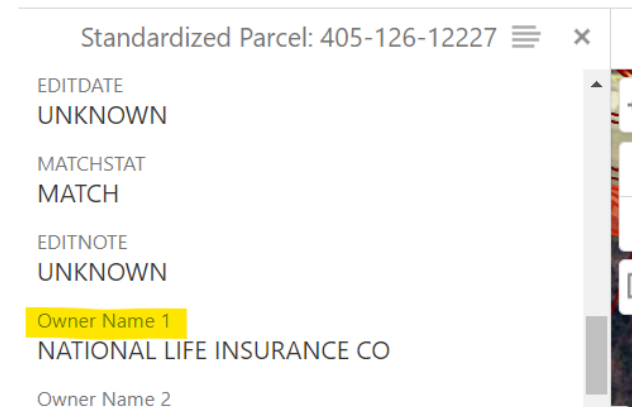 Standardized Parcel: 405-126-12227
EDITDATE
UNKNOWN
MATCHSTAT
MATCH
EDITNOTE
UNKNOWN
Owner Name 1
NATIONAL LIFE INSURANCE CO
Owner Name 2